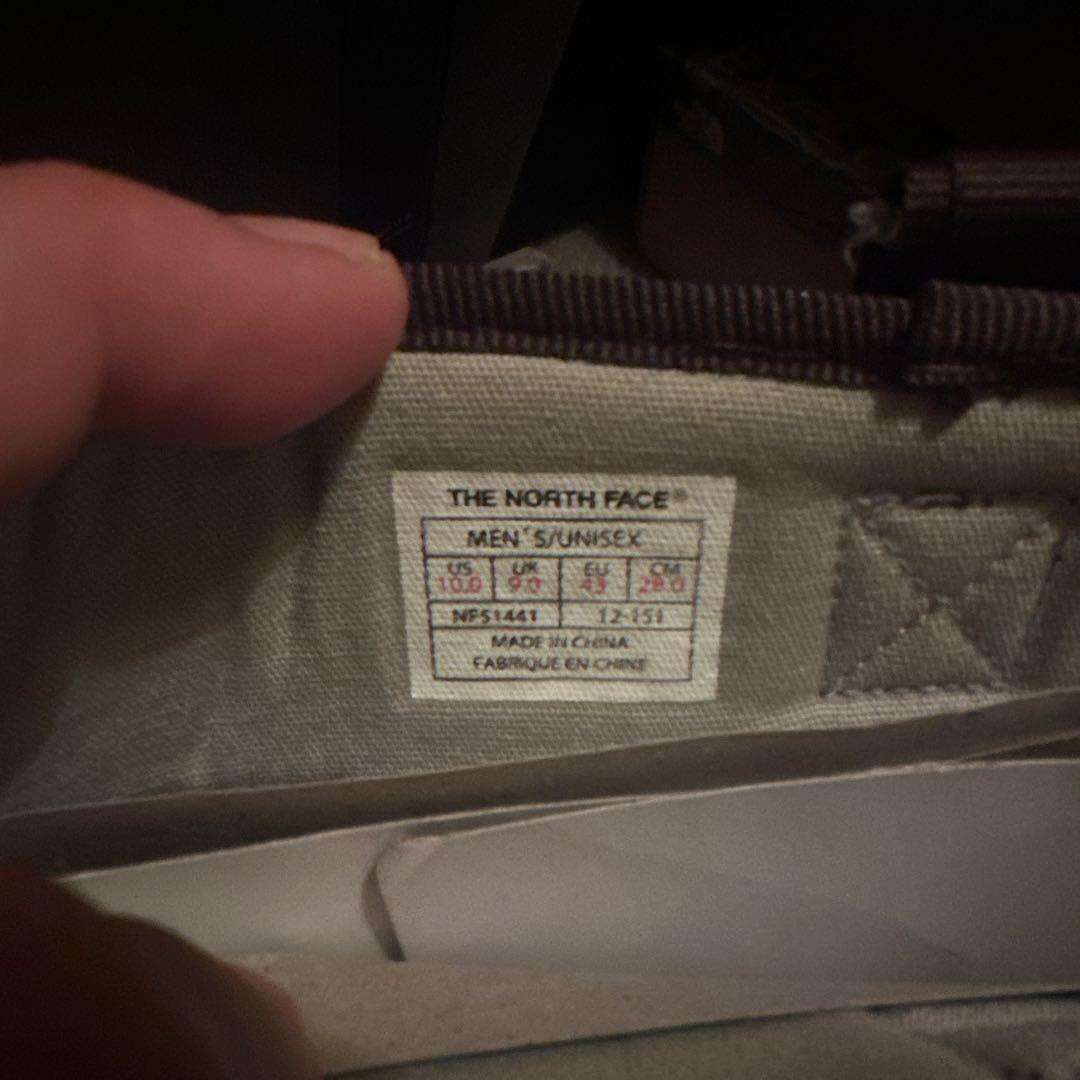 THE NORTH FACE®
MEN'S/UNISEX
US UK EU CM
10.0 9.0 43 28.0
NF51441 12-151
MADE IN CHINA
FABRIQUE EN CHINE